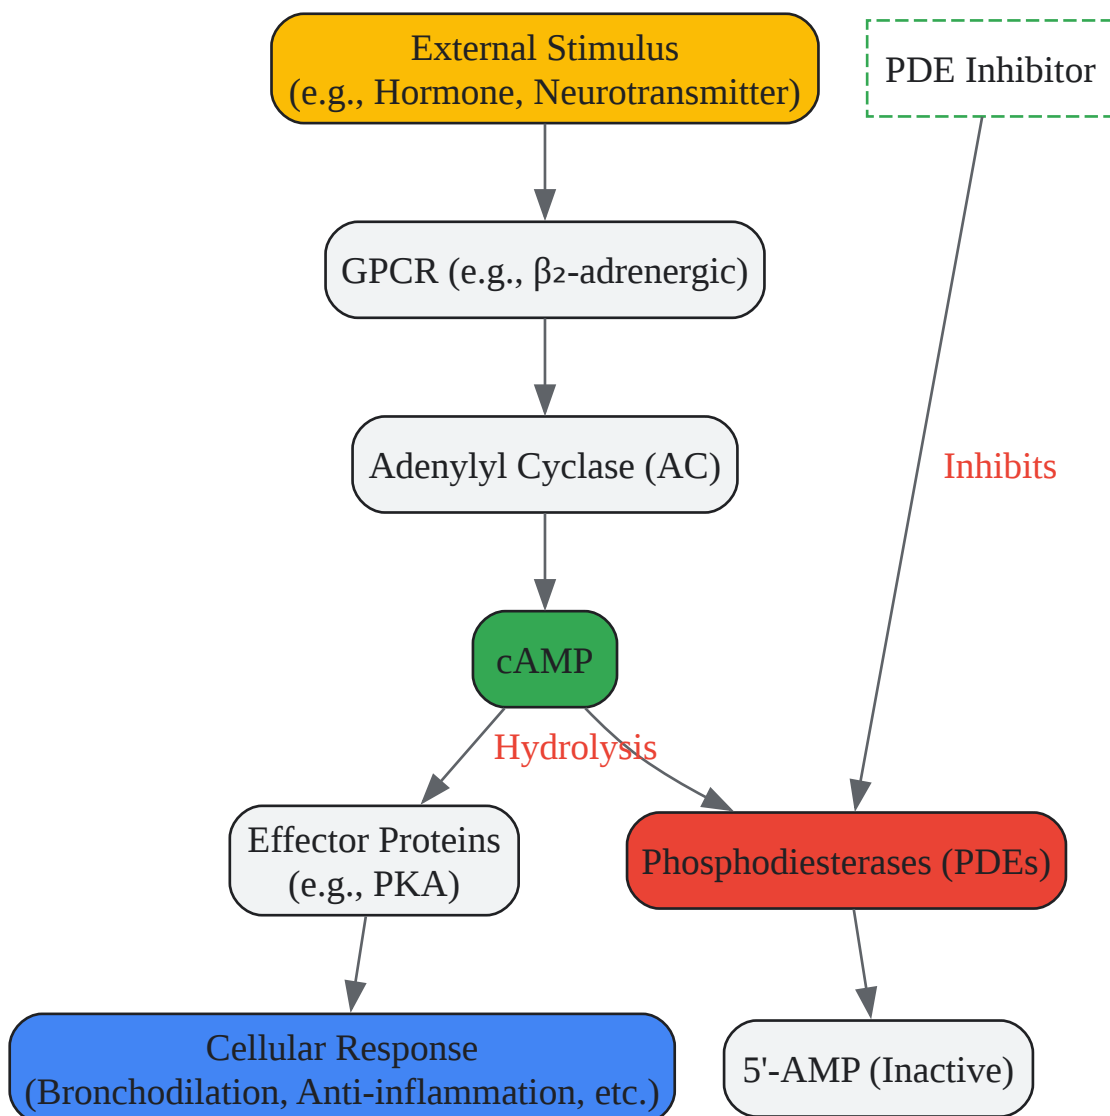 External Stimulus
(e.g., Hormone, Neurotransmitter)
PDE Inhibitor
GPCR (e.g., β₂-adrenergic)
Adenylyl Cyclase (AC)
Inhibits
cAMP
Hydrolysis
Effector Proteins
(e.g., PKA)
Phosphodiesterases (PDEs)
Cellular Response
(Bronchodilation, Anti-inflammation, etc.)
5'-AMP (Inactive)